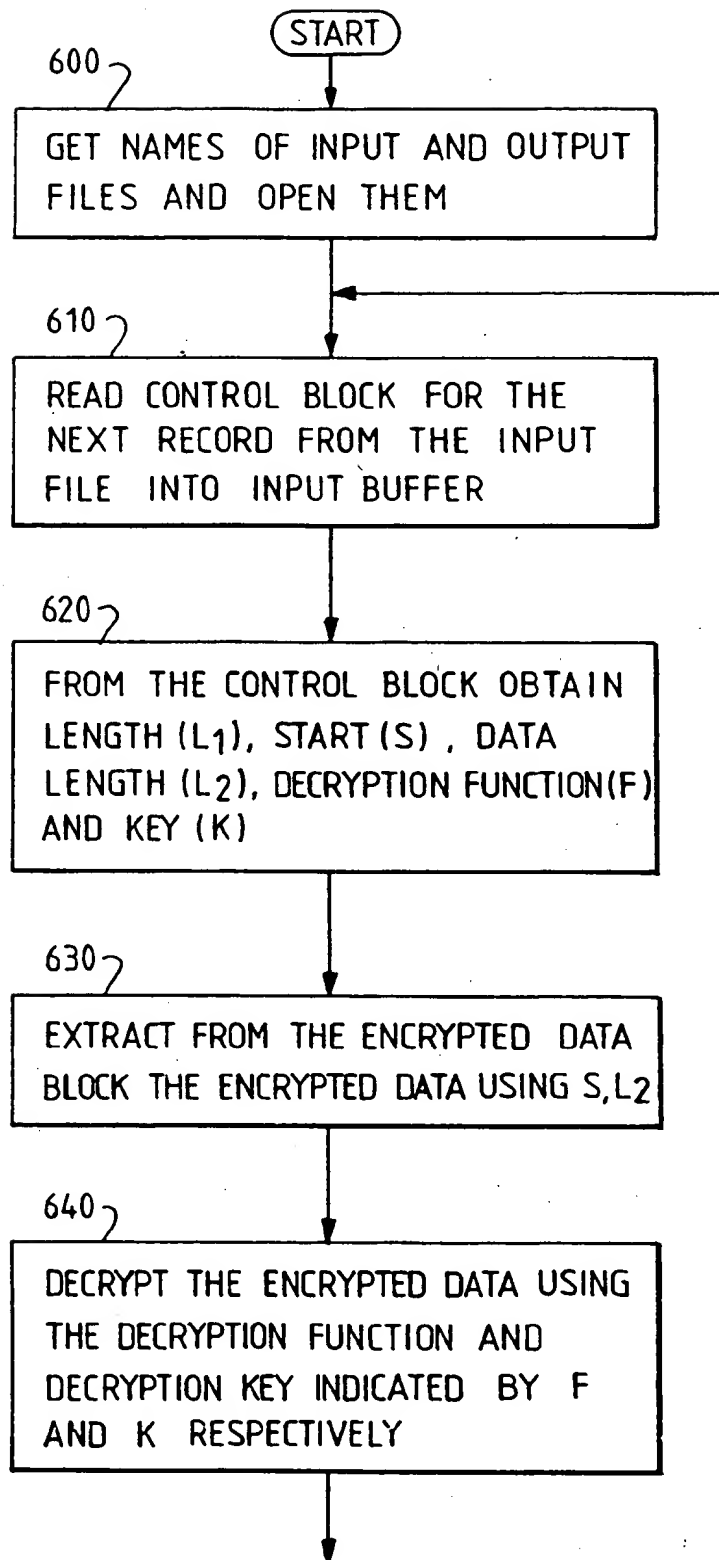 START
600
GET NAMES OF INPUT AND OUTPUT
FILES AND OPEN THEM
610
READ CONTROL BLOCK FOR THE
NEXT RECORD FROM THE INPUT
FILE INTO INPUT BUFFER
620
FROM THE CONTROL BLOCK OBTAIN
LENGTH (L1), START (S), DATA
LENGTH (L2), DECRYPTION FUNCTION(F)
AND KEY (K)
630
EXTRACT FROM THE ENCRYPTED DATA
BLOCK THE ENCRYPTED DATA USING S,L2
640
DECRYPT THE ENCRYPTED DATA USING
THE DECRYPTION FUNCTION AND
DECRYPTION KEY INDICATED BY F
AND K RESPECTIVELY